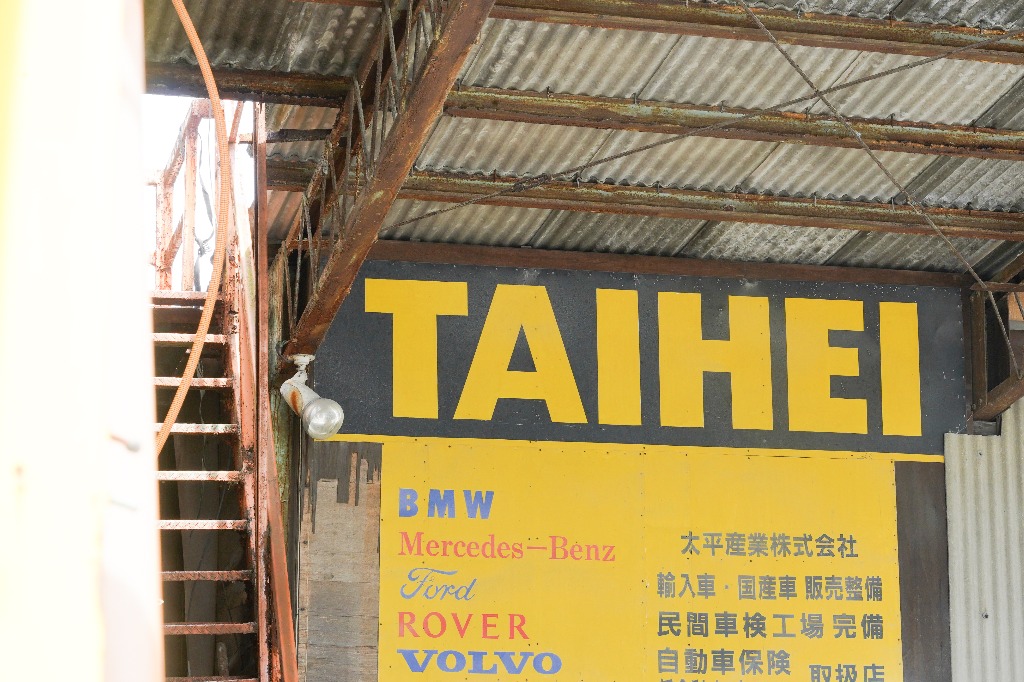 TAIHEI
BMW
Mercedes-Benz
Ford
ROVER
VOLVO
太平産業株式会社
輸入車・国産車 販売整備
民間車検工場 完備
自動車保険 取扱店